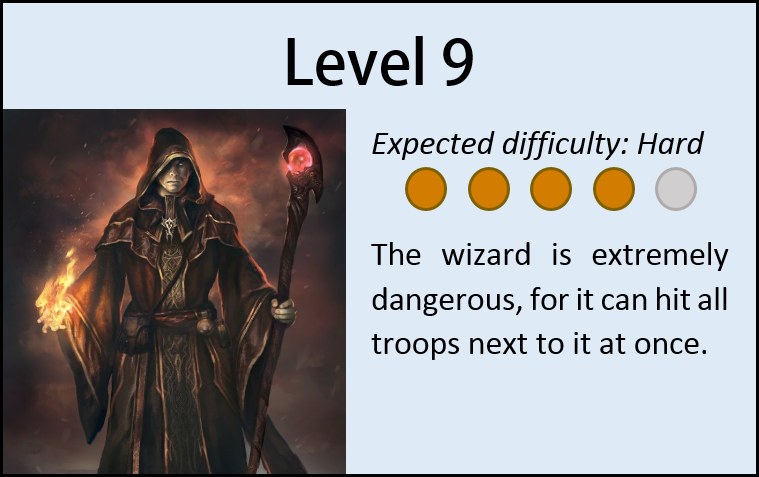 Level 9
Expected difficulty: Hard
The wizard is extremely
dangerous, for it can hit all
troops next to it at once.